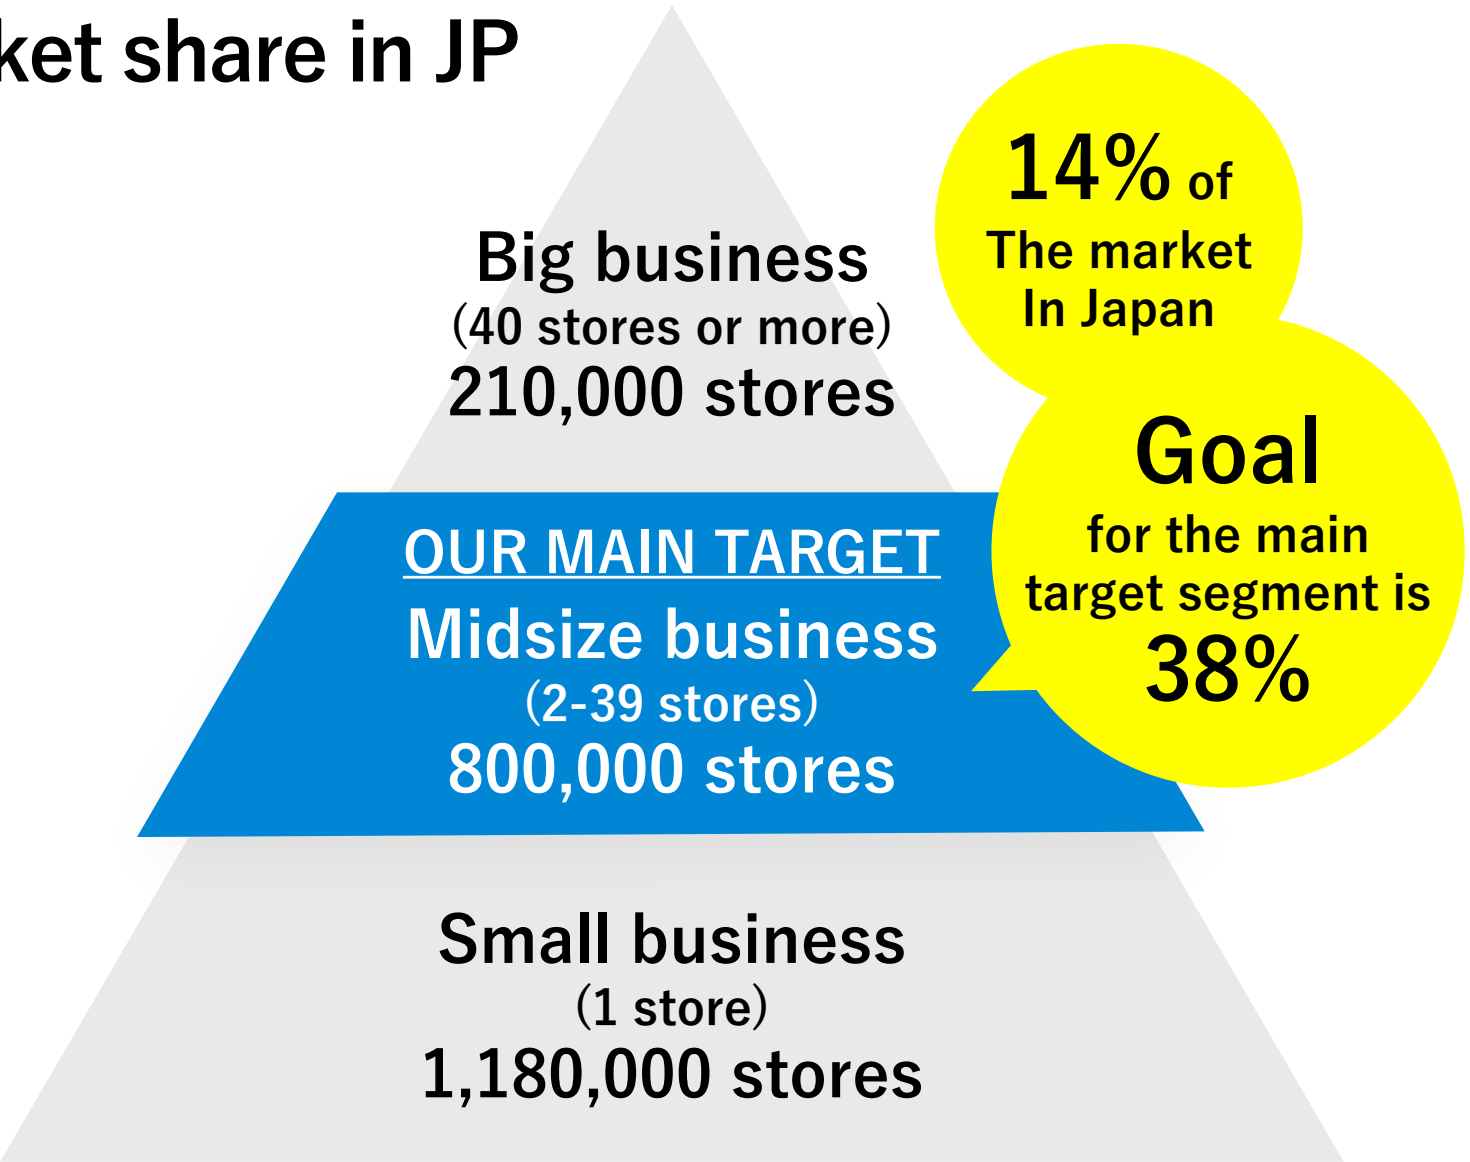 ket share in JP
14% of
The market
In Japan
Big business
(40 stores or more)
210,000 stores
Goal
for the main
target segment is
38%
OUR MAIN TARGET
Midsize business
(2-39 stores)
800,000 stores
Small business
(1 store)
1,180,000 stores